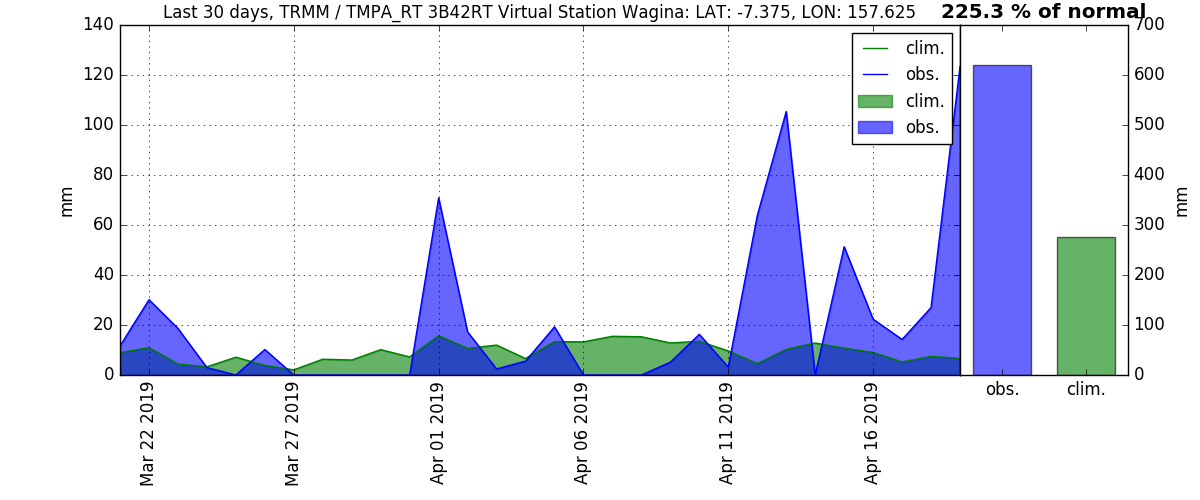 Last 30 days, TRMM / TMPA_RT 3B42RT Virtual Station Wagina: LAT: -7.375, LON: 157.625
225.3 % of normal
140
120
100
80
60
40
20
0
mm
clim.
obs.
clim.
obs.
700
600
500
400
300
200
100
0
mm
Mar 22 2019
Mar 27 2019
Apr 01 2019
Apr 06 2019
Apr 11 2019
Apr 16 2019
obs.
clim.